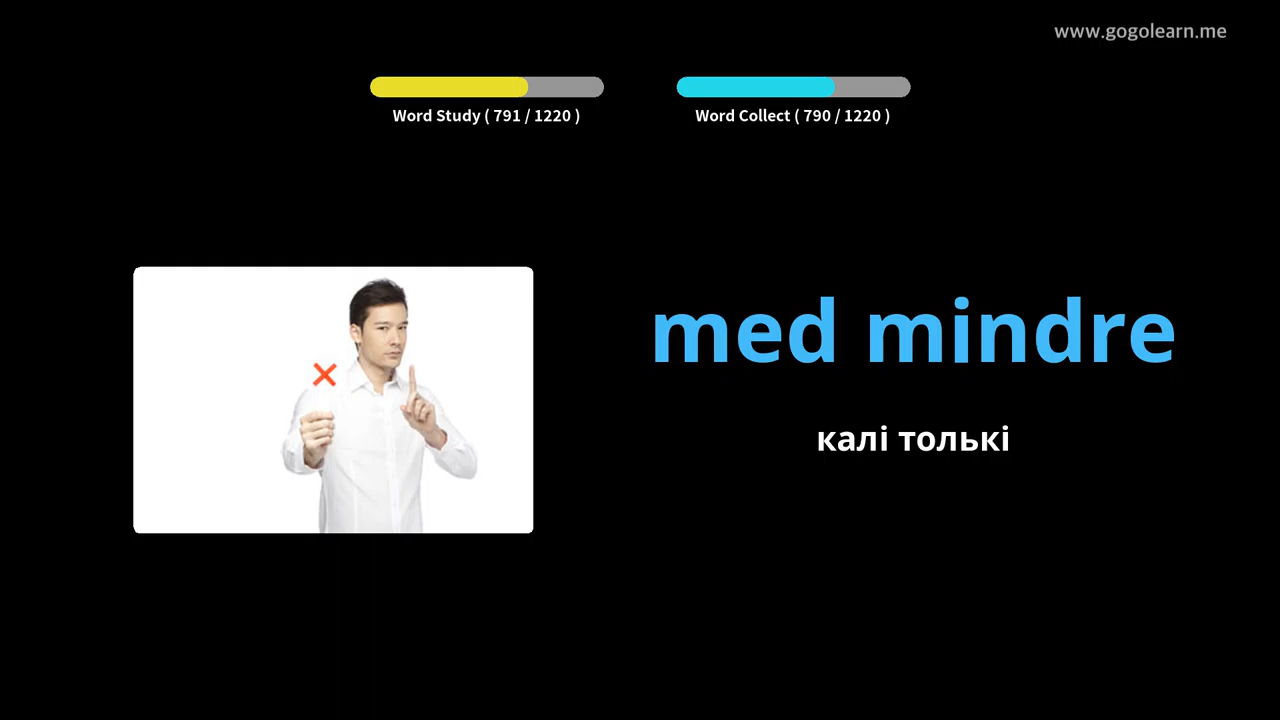 www.gogolearn.me
Word Study ( 791 / 1220 )
Word Collect ( 790 / 1220 )
med mindre
калі толькі